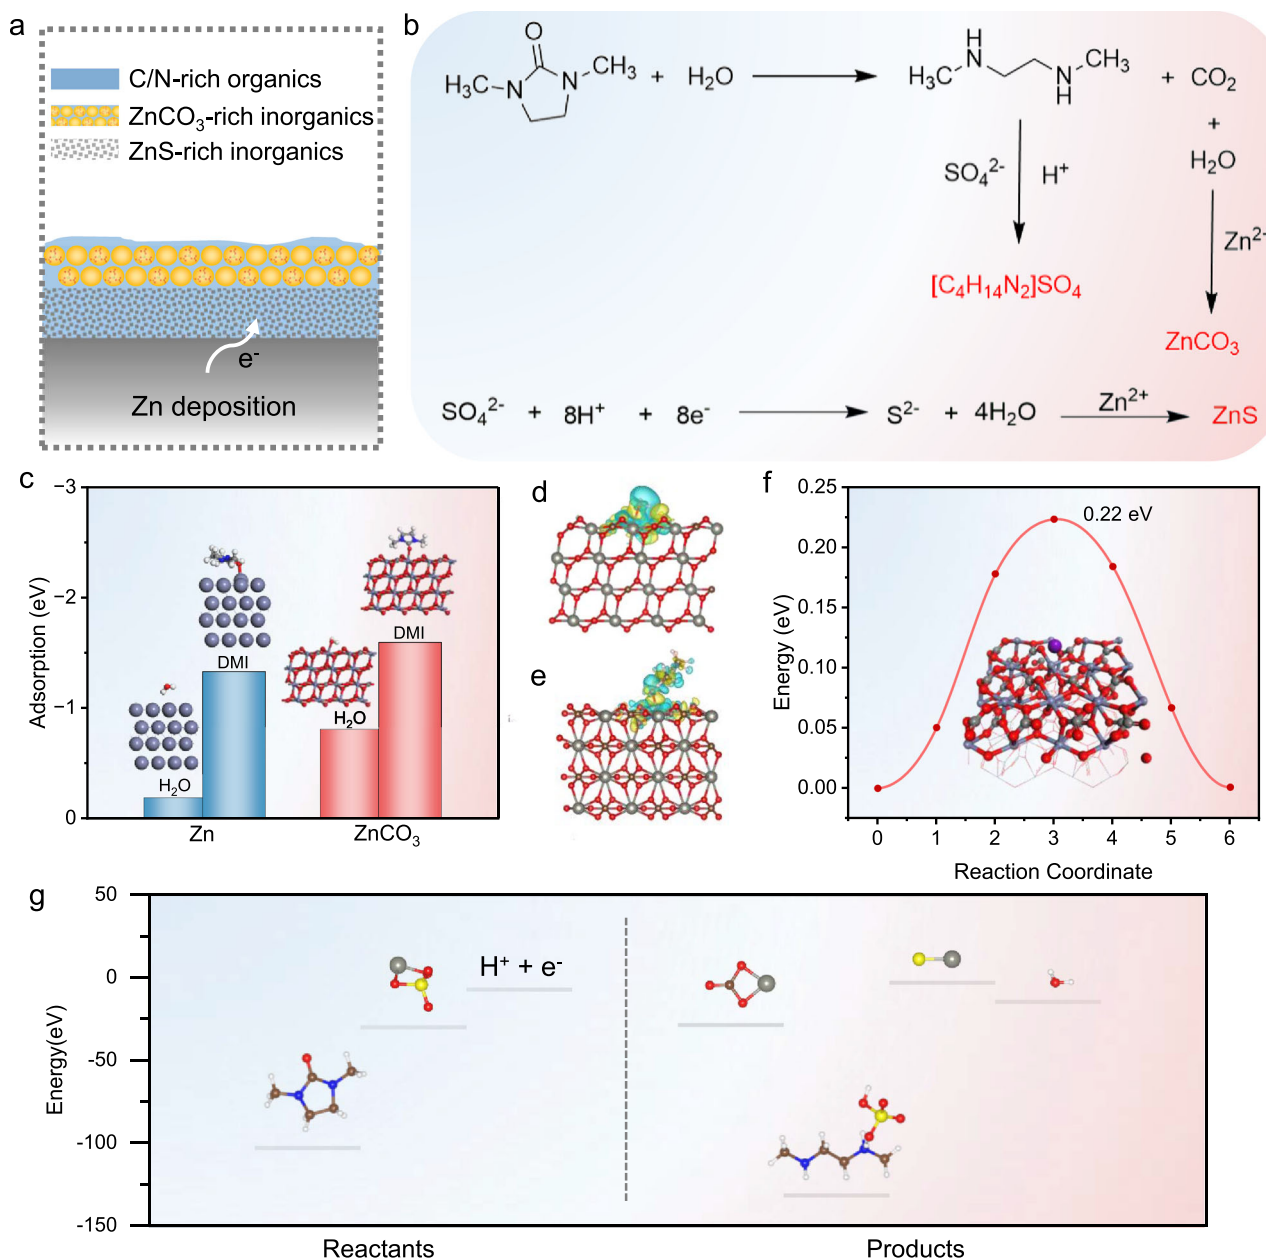 a
C/N-rich organics
ZnCO₃-rich inorganics
ZnS-rich inorganics
e⁻
Zn deposition
b
O
H₃C N N CH₃ + H₂O
H₃C N H N H CH₃ + CO₂
+
H₂O
SO₄²⁻ H⁺
Zn²⁻
[C₄H₁₄N₂]SO₄
ZnCO₃
SO₄²⁻ + 8H⁺ + 8e⁻ S²⁻ + 4H₂O Zn²⁺ ZnS
c
Adsorption (eV)
−3
−2
−1
0
H₂O
DMI
H₂O
DMI
Zn
ZnCO₃
d
e
f
Energy (eV)
0.25
0.20
0.15
0.10
0.05
0.00
0.22 eV
0 1 2 3 4 5 6
Reaction Coordinate
g
Energy(eV)
50
0
-50
-100
-150
H⁺ + e⁻
Reactants
Products